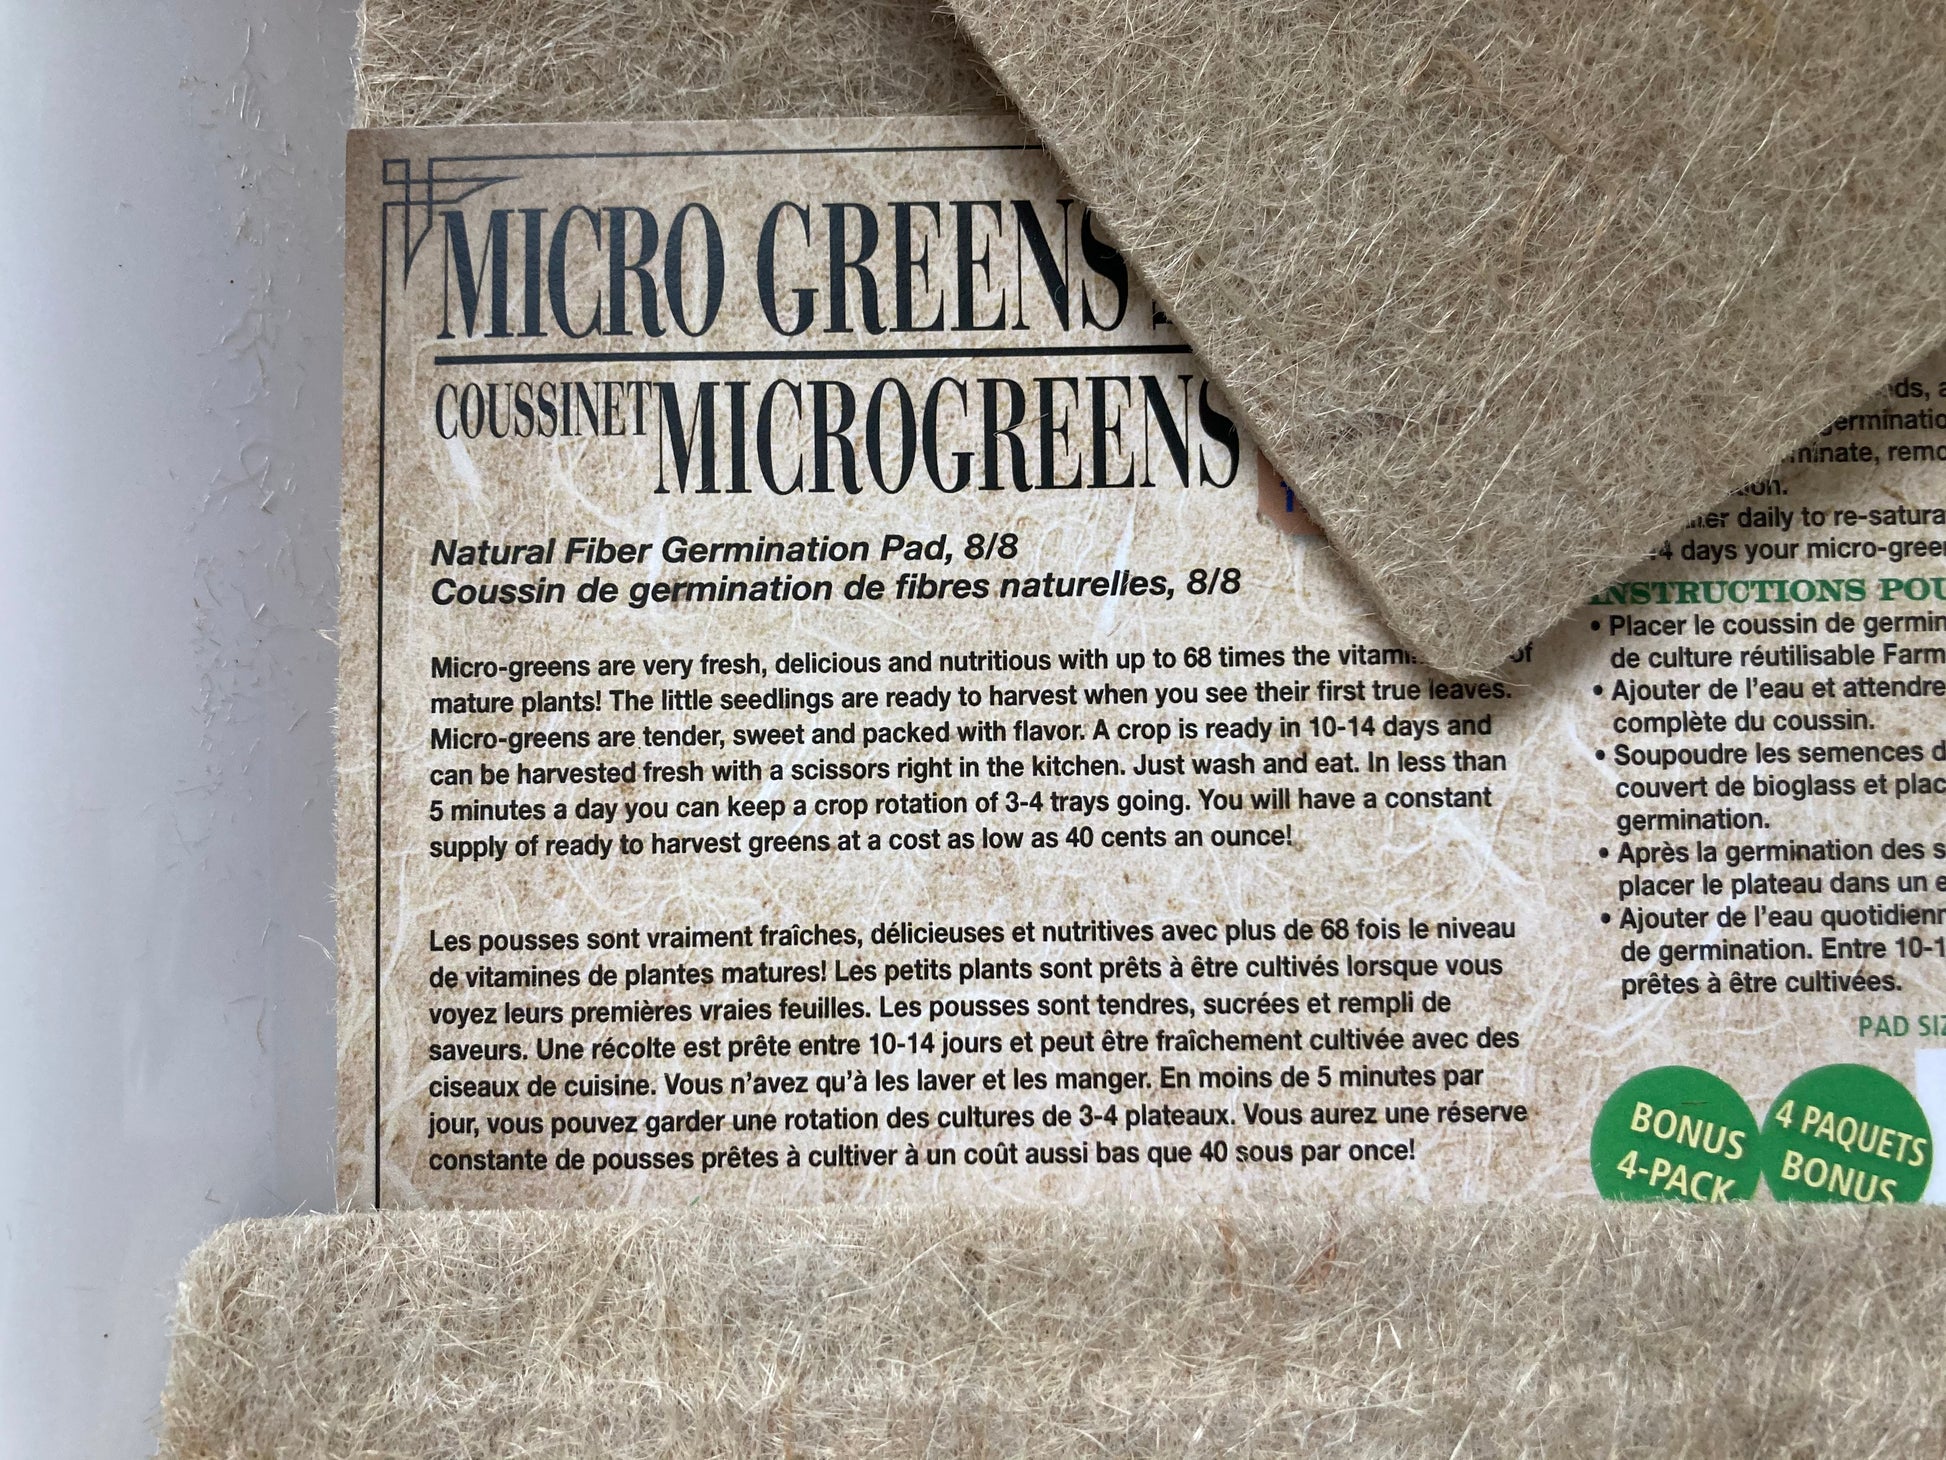 MICRO GREENS
COUSSINET MICROGREENS
Natural Fiber Germination Pad, 8/8
Coussin de germination de fibres naturelles, 8/8
Micro-greens are very fresh, delicious and nutritious with up to 68 times the of
mature plants! The little seedlings are ready to harvest when you see their first true leaves.
Micro-greens are tender, sweet and packed with flavor. A crop is ready in 10-14 days and
can be harvested fresh with a scissors right in the kitchen. Just wash and eat. In less than
5 minutes a day you can keep a crop rotation of 3-4 trays going. You will have a constant
supply of ready to harvest greens at a cost as low as 40 cents an ounce!
Les pousses sont vraiment fraîches, délicieuses et nutritives avec plus de 68 fois le niveau
de vitamines de plantes matures! Les petits plants sont prêts à être cultivés lorsque vous
voyez leurs premières vraies feuilles. Les pousses sont tendres, sucrées et rempli de
saveurs. Une récolte est prête entre 10-14 jours et peut être fraîchement cultivée avec des
ciseaux de cuisine. Vous n'avez qu'à les laver et les manger. En moins de 5 minutes par
jour, vous pouvez garder une rotation des cultures de 3-4 plateaux. Vous aurez une réserve
constante de pousses prêtes à cultiver à un coût aussi bas que 40 sous par once!
daily to re-satura
days your micro-gree
INSTRUCTIONS POU
• Placer le coussin de germin
de culture réutilisable Farm
• Ajouter de l'eau et attendre
complète du coussin.
• Soupoudre les semences d
couvert de bioglass et plac
germination.
• Après la germination des s
placer le plateau dans un e
• Ajouter de l'eau quotidienn
de germination. Entre 10-1
prêtes à être cultivées.
PAD SIZ
BONUS
4-PACK
4 PAQUETS
BONUS